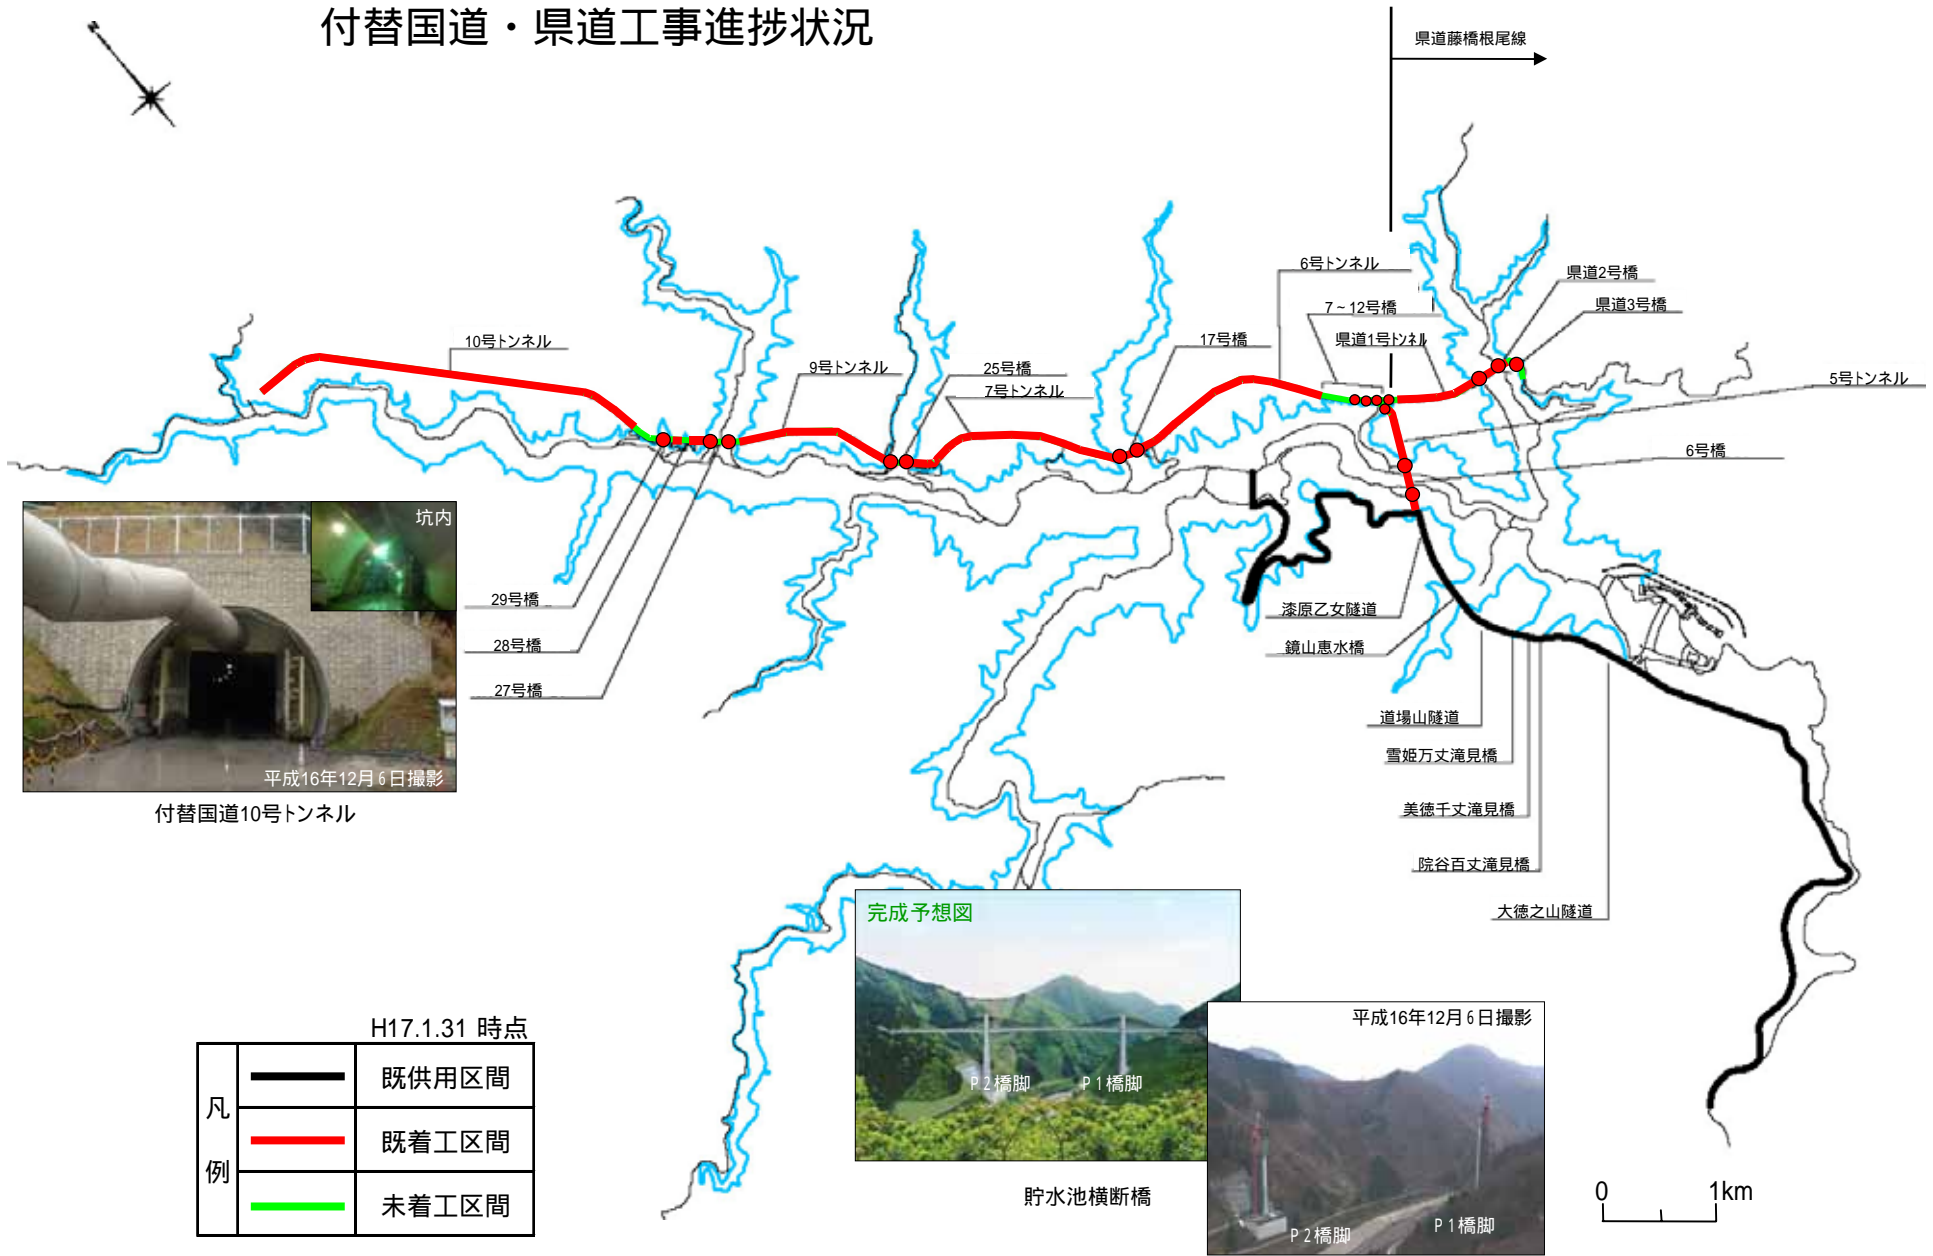 付替国道・県道工事進捗状況
県道藤橋根尾線
N
6号トンネル
県道2号橋
7～12号橋
県道3号橋
10号トンネル
17号橋
県道1号トンネル
9号トンネル
25号橋
7号トンネル
5号トンネル
6号橋
坑内
29号橋
漆原乙女隧道
28号橋
鏡山恵水橋
27号橋
道場山隧道
雪姫万丈滝見橋
平成16年12月6日撮影
付替国道10号トンネル
美徳千丈滝見橋
院谷百丈滝見橋
大徳之山隧道
完成予想図
P2橋脚
P1橋脚
貯水池横断橋
平成16年12月6日撮影
P2橋脚
P1橋脚
H17.1.31 時点
凡例
既供用区間
既着工区間
未着工区間
0 1km